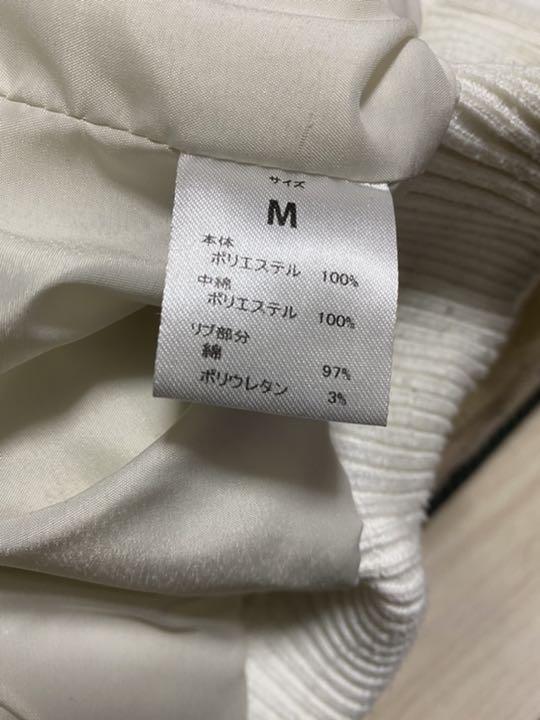 サイズ
M
本体
ポリエステル 100%
中綿
ポリエステル 100%
リブ部分
綿 97%
ポリウレタン 3%